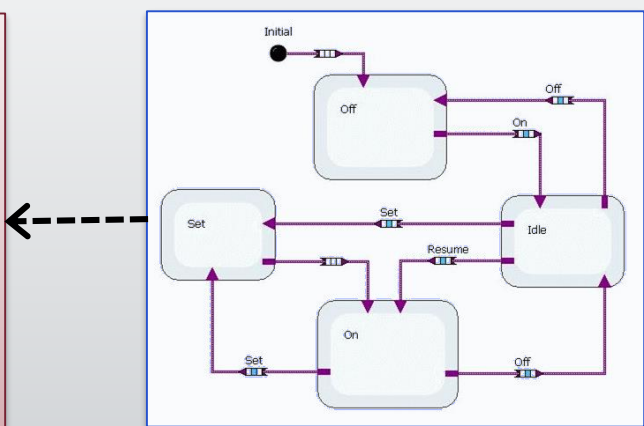 Initial
Off
Off
On
Set
Set
Idle
Resume
On
Set
Off